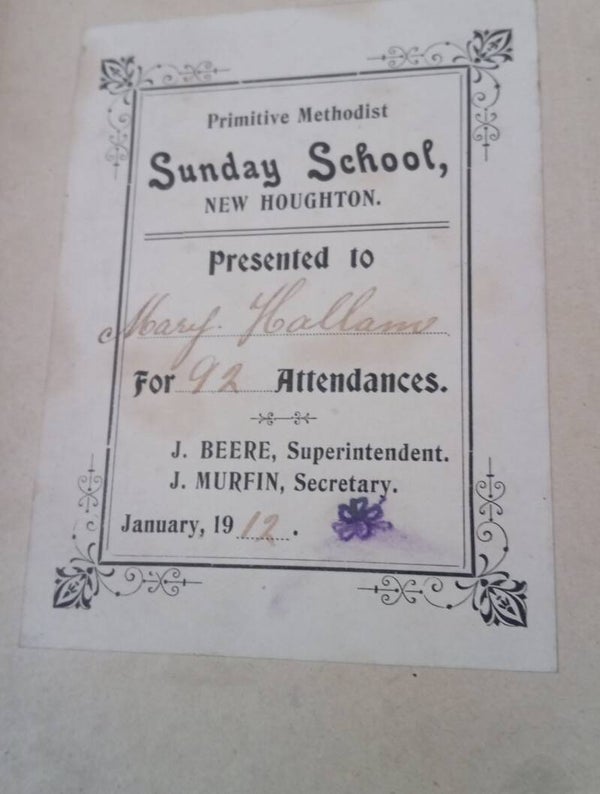 Primitive Methodist
Sunday School,
NEW HOUGHTON.
Presented to
Mary. Hallam
For 92 Attendances.
J. BEERE, Superintendent.
J. MURFIN, Secretary.
January, 1912.